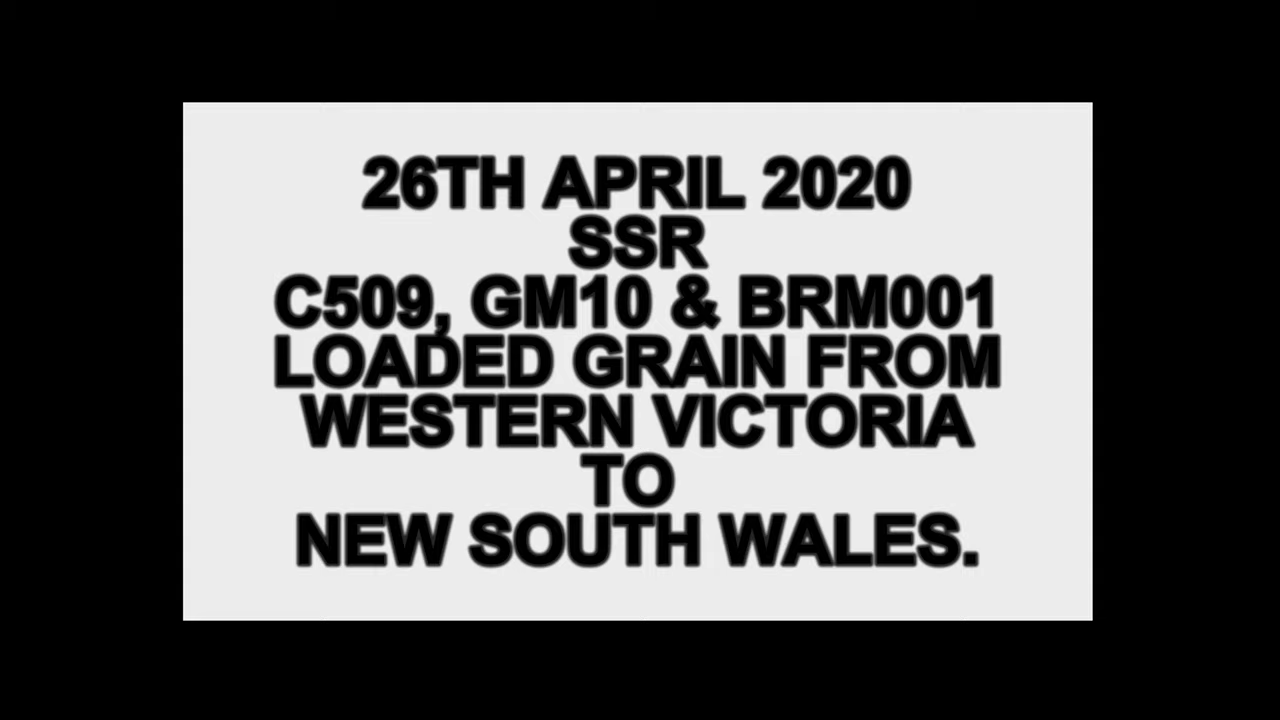 26TH APRIL 2020
SSR
C509, GM10 & BRM001
LOADED GRAIN FROM
WESTERN VICTORIA
TO
NEW SOUTH WALES.